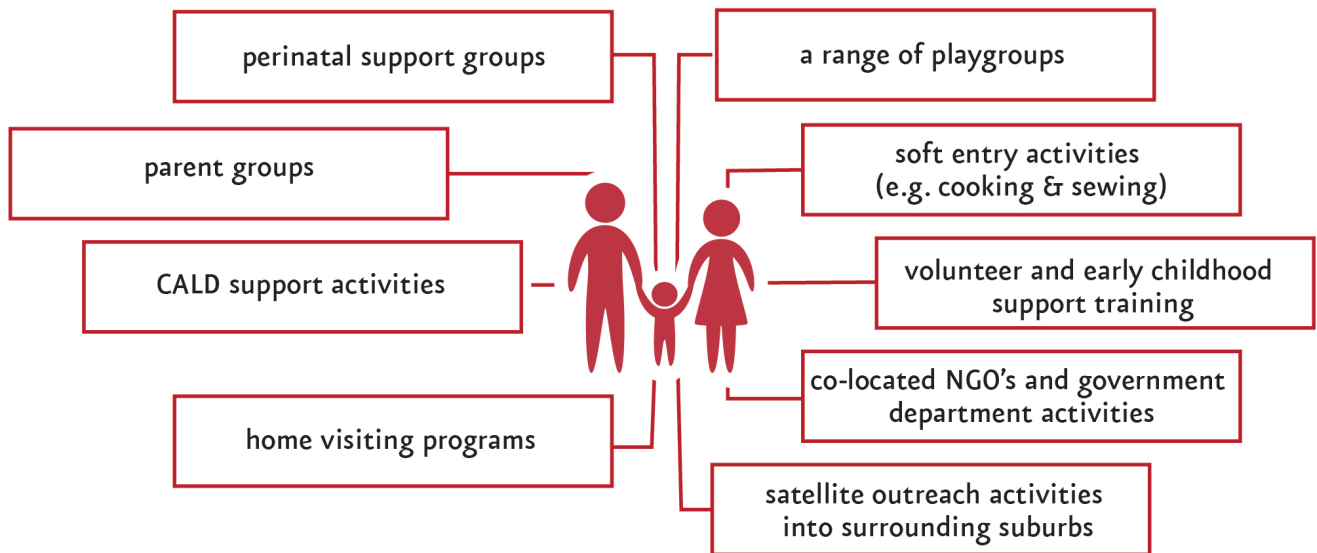 perinatal support groups
a range of playgroups
parent groups
soft entry activities
(e.g. cooking & sewing)
CALD support activities
volunteer and early childhood
support training
co-located NGO's and government
department activities
home visiting programs
satellite outreach activities
into surrounding suburbs